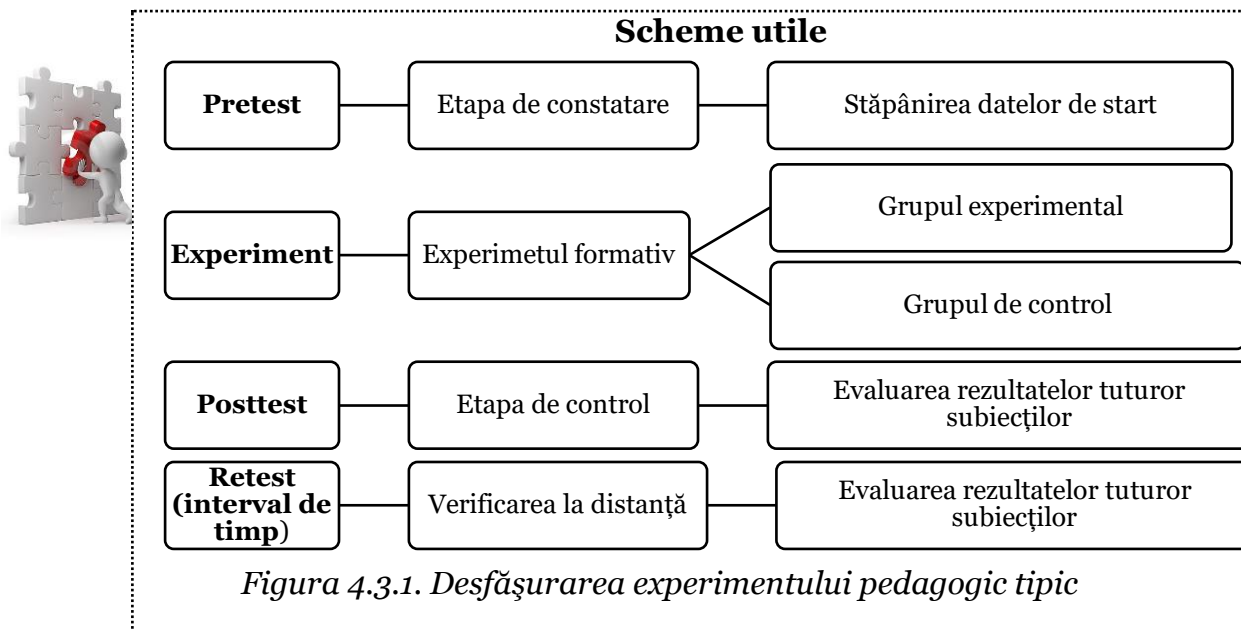 Scheme utile
Pretest
Etapa de constatare
Stăpânirea datelor de start
Experiment
Experimetul formativ
Grupul experimental
Grupul de control
Posttest
Etapa de control
Evaluarea rezultatelor tuturor
subiecților
Retest
(interval de
timp)
Verificarea la distanță
Evaluarea rezultatelor tuturor
subiecților
Figura 4.3.1. Desfăşurarea experimentului pedagogic tipic